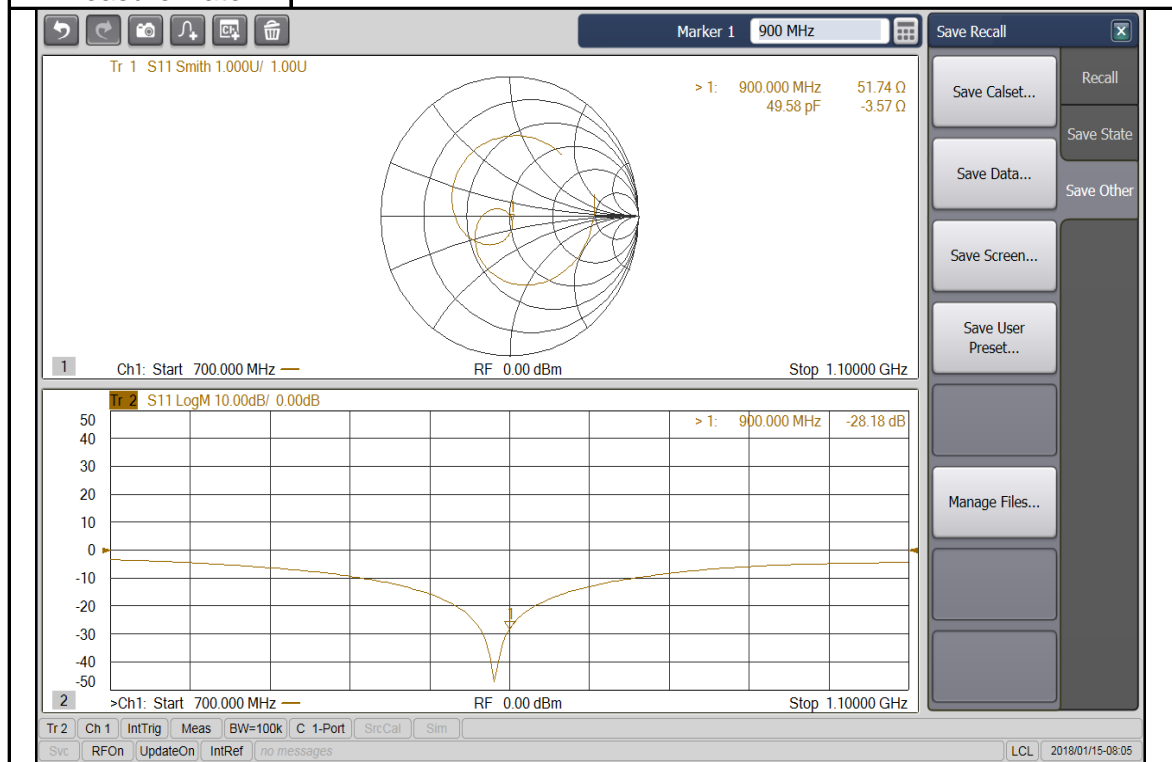 Marker 1 900 MHz
Save Recall
Tr 1 S11 Smith 1.000U/ 1.00U
> 1: 900.000 MHz 51.74 Ω
49.58 pF -3.57 Ω
1
1 Ch1: Start 700.000 MHz — RF 0.00 dBm Stop 1.10000 GHz
Tr 2 S11 LogM 10.00dB/ 0.00dB
> 1: 900.000 MHz -28.18 dB
50
40
30
20
10
0
-10
-20
-30
-40
-50
1
2 >Ch1: Start 700.000 MHz — RF 0.00 dBm Stop 1.10000 GHz
Save Calset...
Save Data...
Save Screen...
Save User
Preset...
Manage Files...
Recall
Save State
Save Other
Tr 2 Ch 1 IntTrig Meas BW=100k C 1-Port SrcCal Sim
Svc RFOn UpdateOn IntRef no messages LCL 2018/01/15-08:05